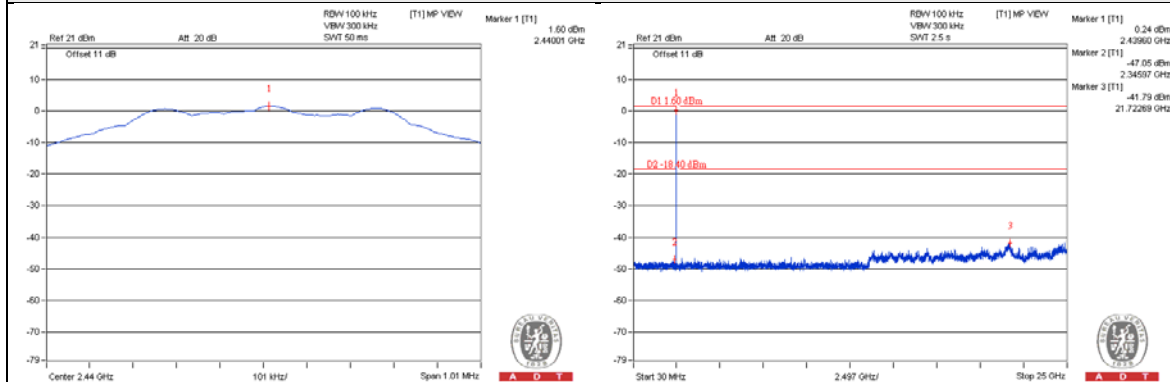 RBW 100 kHz
VBW 300 kHz
SWT 50 ms
[T1] MP VIEW
Marker 1 [T1]
1.60 dBm
2.44001 GHz
Ref 21 dBm
Att 20 dB
Offset 11 dB
21
10
0
-10
-20
-30
-40
-50
-60
-70
-79
1
Center 2.44 GHz
101 kHz/
Span 1.01 MHz
BUREAU VERITAS
1828
A D T
RBW 100 kHz
VBW 300 kHz
SWT 2.5 s
[T1] MP VIEW
Marker 1 [T1]
0.24 dBm
2.43960 GHz
Marker 2 [T1]
-47.05 dBm
2.34597 GHz
Marker 3 [T1]
-41.79 dBm
21.72269 GHz
Ref 21 dBm
Att 20 dB
Offset 11 dB
21
10
0
-10
-20
-30
-40
-50
-60
-70
-79
1
D1 1.60 dBm
D2 -18.40 dBm
2
3
Start 30 MHz
2.497 GHz/
Stop 25 GHz
BUREAU VERITAS
1828
A D T